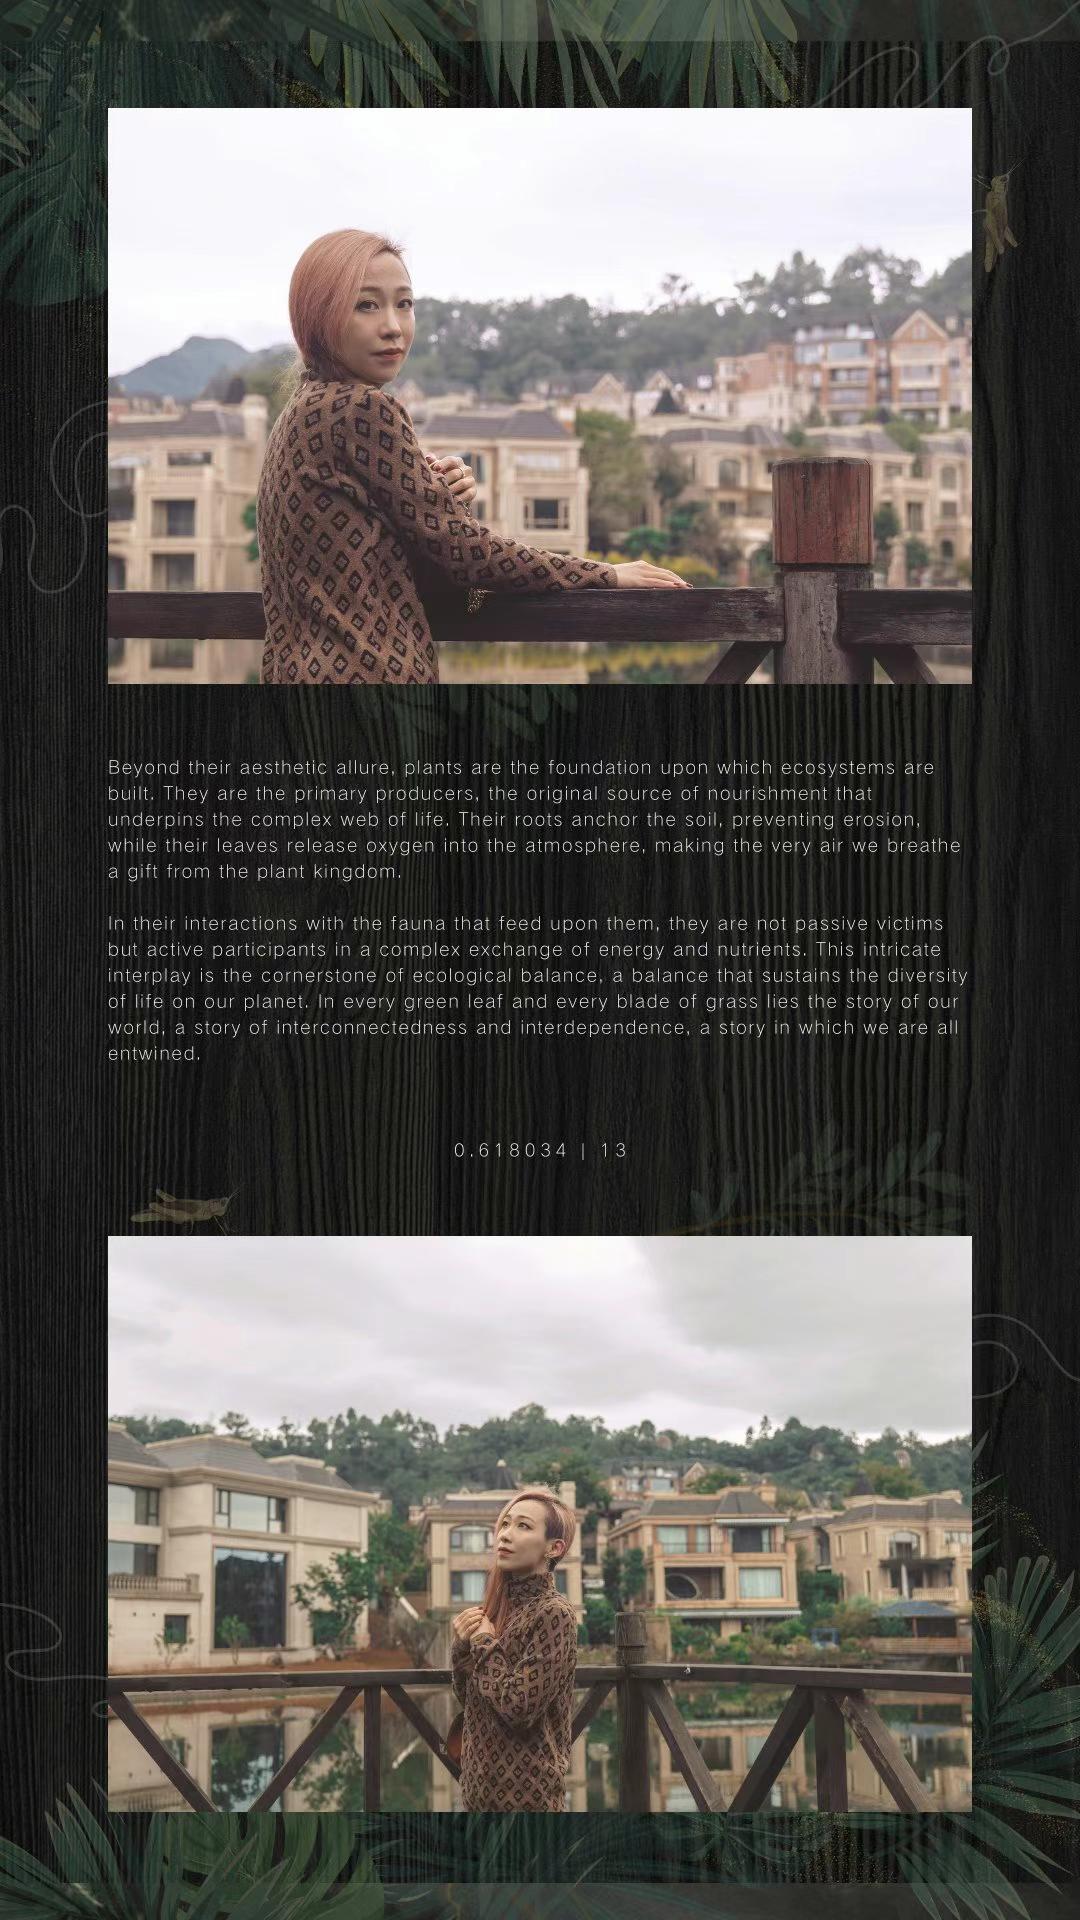 Beyond their aesthetic allure, plants are the foundation upon which ecosystems are
built. They are the primary producers, the original source of nourishment that
underpins the complex web of life. Their roots anchor the soil, preventing erosion,
while their leaves release oxygen into the atmosphere, making the very air we breathe
a gift from the plant kingdom.
In their interactions with the fauna that feed upon them, they are not passive victims
but active participants in a complex exchange of energy and nutrients. This intricate
interplay is the cornerstone of ecological balance, a balance that sustains the diversity
of life on our planet. In every green leaf and every blade of grass lies the story of our
world, a story of interconnectedness and interdependence, a story in which we are all
entwined.
0.618034 | 13